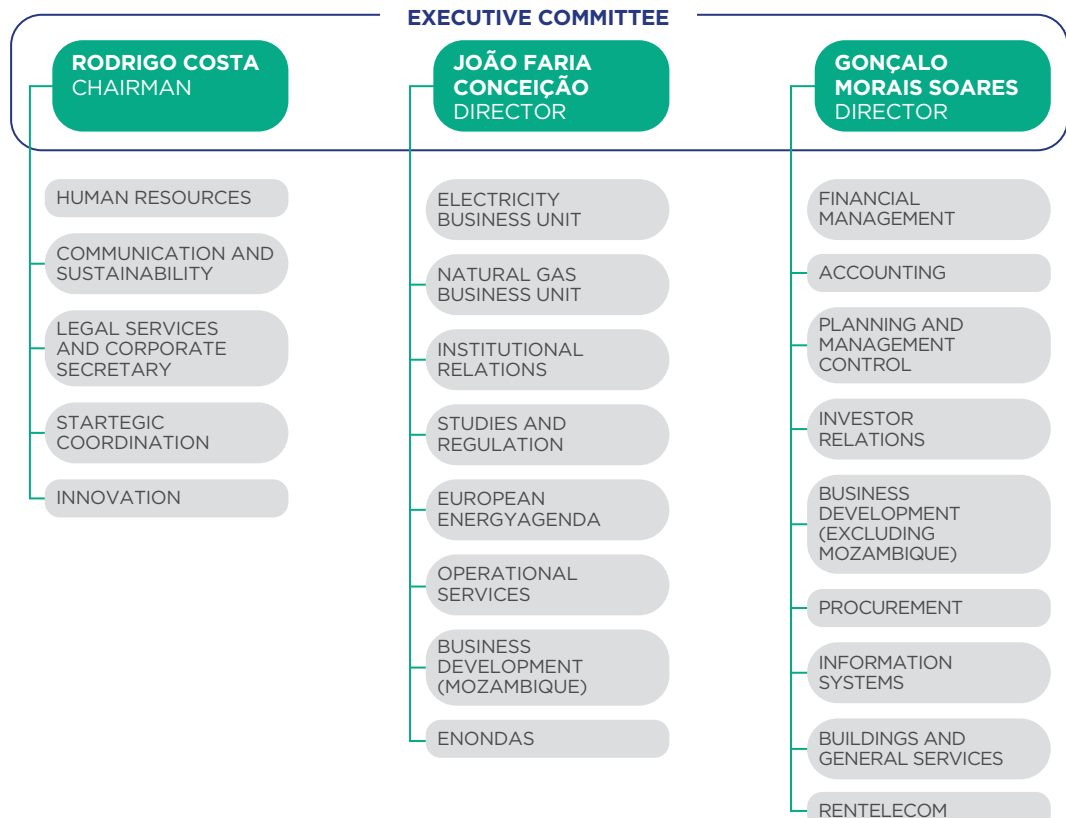 EXECUTIVE COMMITTEE
RODRIGO COSTA
CHAIRMAN
HUMAN RESOURCES
COMMUNICATION AND
SUSTAINABILITY
LEGAL SERVICES
AND CORPORATE
SECRETARY
STARTEGIC
COORDINATION
INNOVATION
JOÃO FARIA
CONCEIÇÃO
DIRECTOR
ELECTRICITY
BUSINESS UNIT
NATURAL GAS
BUSINESS UNIT
INSTITUTIONAL
RELATIONS
STUDIES AND
REGULATION
EUROPEAN
ENERGYAGENDA
OPERATIONAL
SERVICES
BUSINESS
DEVELOPMENT
(MOZAMBIQUE)
ENONDAS
GONÇALO
MORAIS SOARES
DIRECTOR
FINANCIAL
MANAGEMENT
ACCOUNTING
PLANNING AND
MANAGEMENT
CONTROL
INVESTOR
RELATIONS
BUSINESS
DEVELOPMENT
(EXCLUDING
MOZAMBIQUE)
PROCUREMENT
INFORMATION
SYSTEMS
BUILDINGS AND
GENERAL SERVICES
RENTELECOM